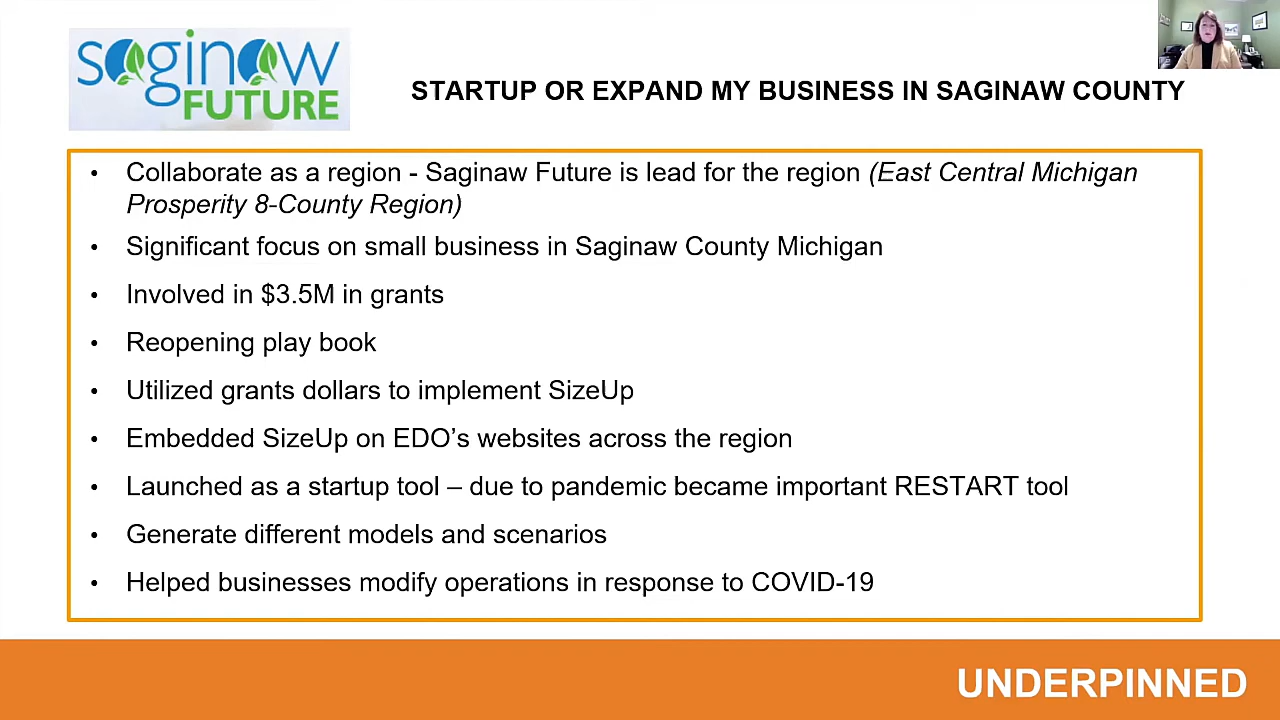 saginaw
FUTURE
STARTUP OR EXPAND MY BUSINESS IN SAGINAW COUNTY
• Collaborate as a region - Saginaw Future is lead for the region (East Central Michigan
Prosperity 8-County Region)
• Significant focus on small business in Saginaw County Michigan
• Involved in $3.5M in grants
• Reopening play book
• Utilized grants dollars to implement SizeUp
• Embedded SizeUp on EDO’s websites across the region
• Launched as a startup tool – due to pandemic became important RESTART tool
• Generate different models and scenarios
• Helped businesses modify operations in response to COVID-19
UNDERPINNED